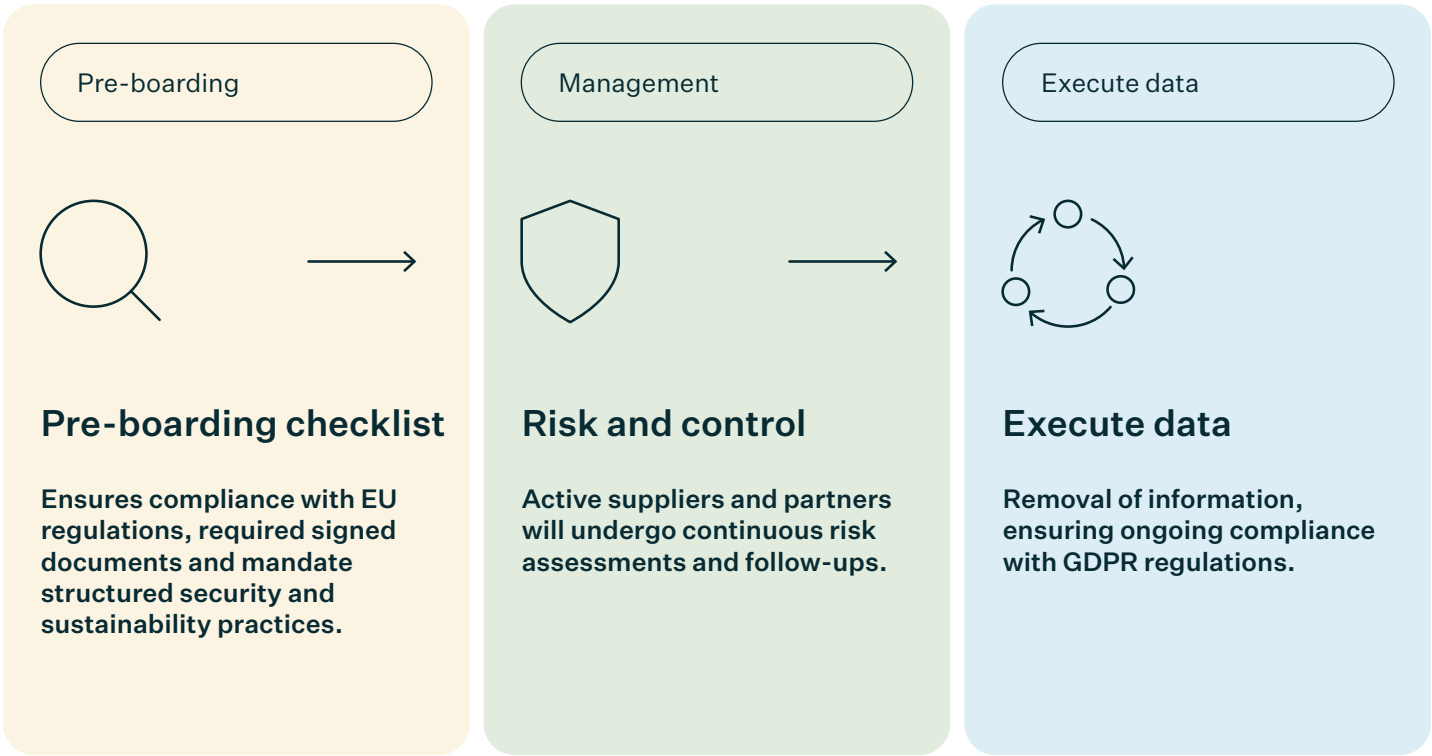 Pre-boarding
Pre-boarding checklist
Ensures compliance with EU
regulations, required signed
documents and mandate
structured security and
sustainability practices.
Management
Risk and control
Active suppliers and partners
will undergo continuous risk
assessments and follow-ups.
Execute data
Execute data
Removal of information,
ensuring ongoing compliance
with GDPR regulations.